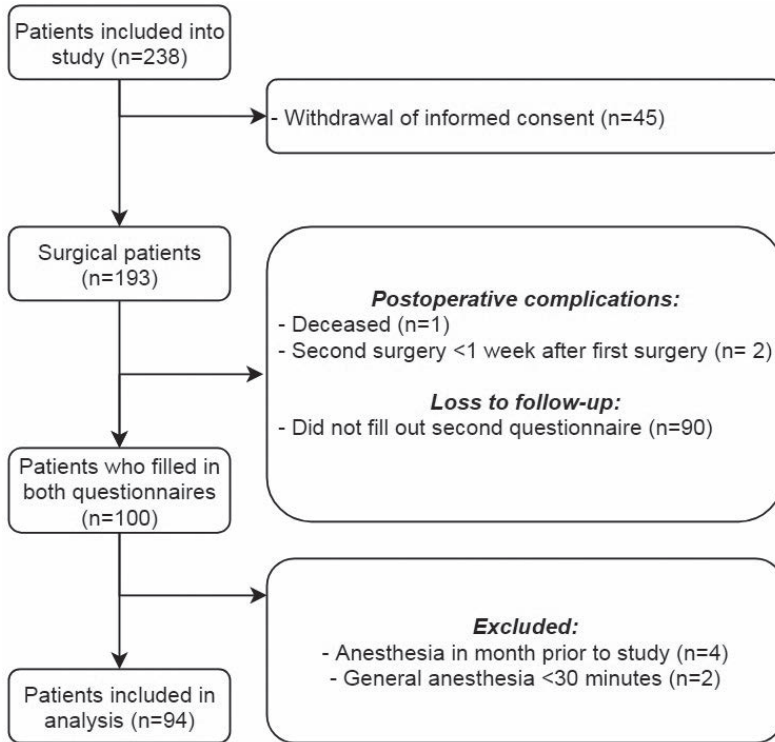 Patients included into
study (n=238)
- Withdrawal of informed consent (n=45)
Surgical patients
(n=193)
Postoperative complications:
- Deceased (n=1)
- Second surgery <1 week after first surgery (n= 2)
Loss to follow-up:
- Did not fill out second questionnaire (n=90)
Patients who filled in
both questionnaires
(n=100)
Excluded:
- Anesthesia in month prior to study (n=4)
- General anesthesia <30 minutes (n=2)
Patients included in
analysis (n=94)